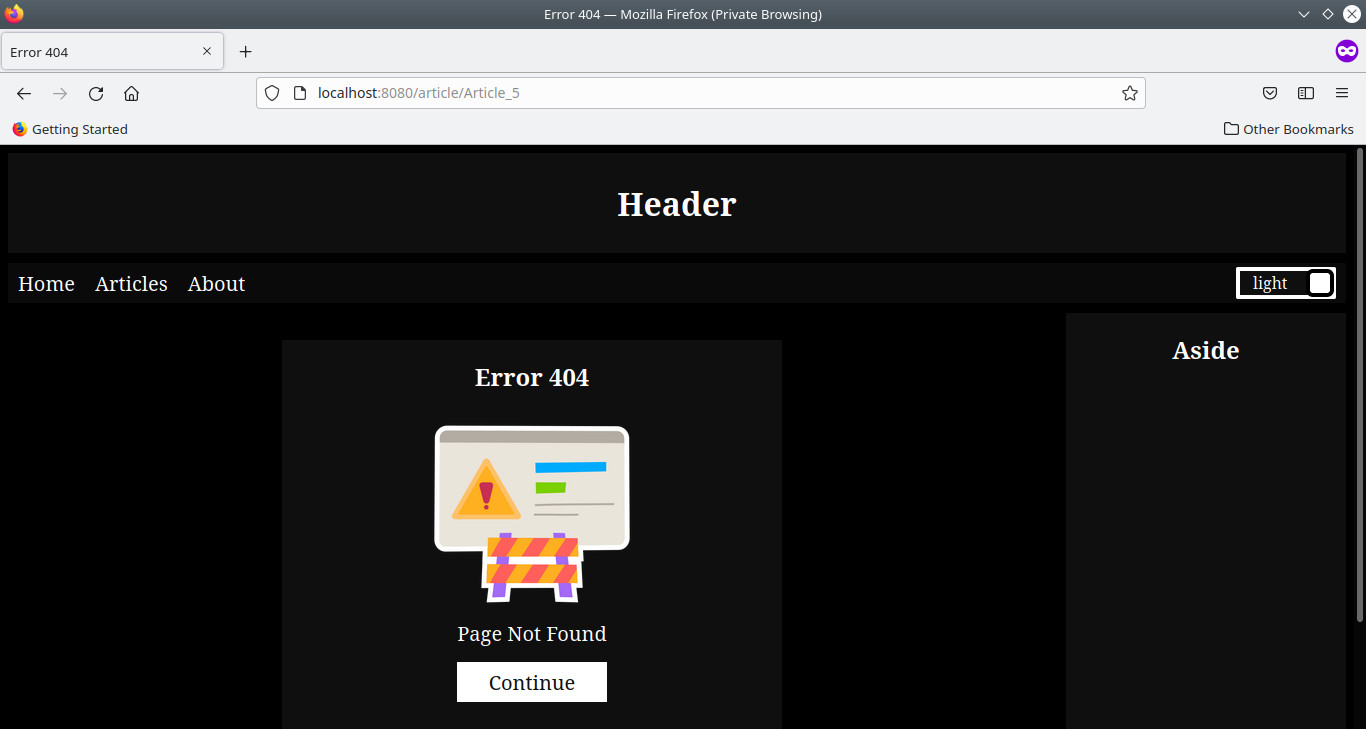 Error 404 — Mozilla Firefox (Private Browsing)
Error 404
localhost:8080/article/Article_5
Getting Started
Other Bookmarks
Header
Home Articles About
light
Error 404
Aside
Page Not Found
Continue